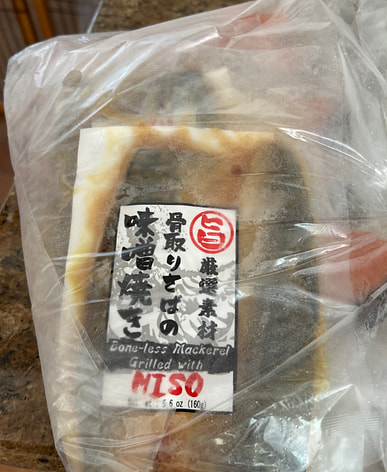 旨
厳選素材
骨取りさばの
味噌焼き
Bone-less Mackerel
Grilled with
MISO
Net wt. 5.6 oz (160g)